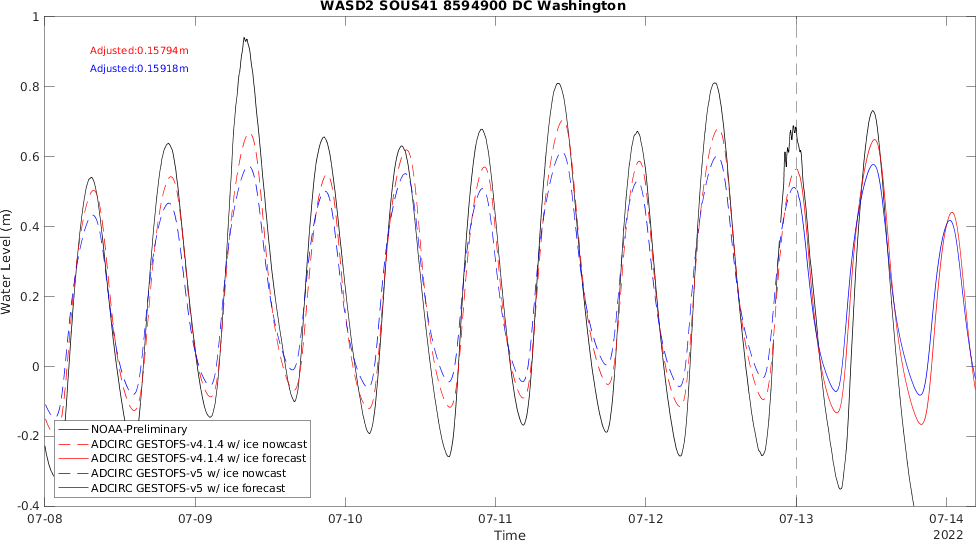 WASD2 SOUS41 8594900 DC Washington
Adjusted:0.15794m
Adjusted:0.15918m
Water Level (m)
1
0.8
0.6
0.4
0.2
0
-0.2
-0.4
NOAA-Preliminary
ADCIRC GESTOFS-v4.1.4 w/ ice nowcast
ADCIRC GESTOFS-v4.1.4 w/ ice forecast
ADCIRC GESTOFS-v5 w/ ice nowcast
ADCIRC GESTOFS-v5 w/ ice forecast
07-08 07-09 07-10 07-11 07-12 07-13 07-14
Time
2022